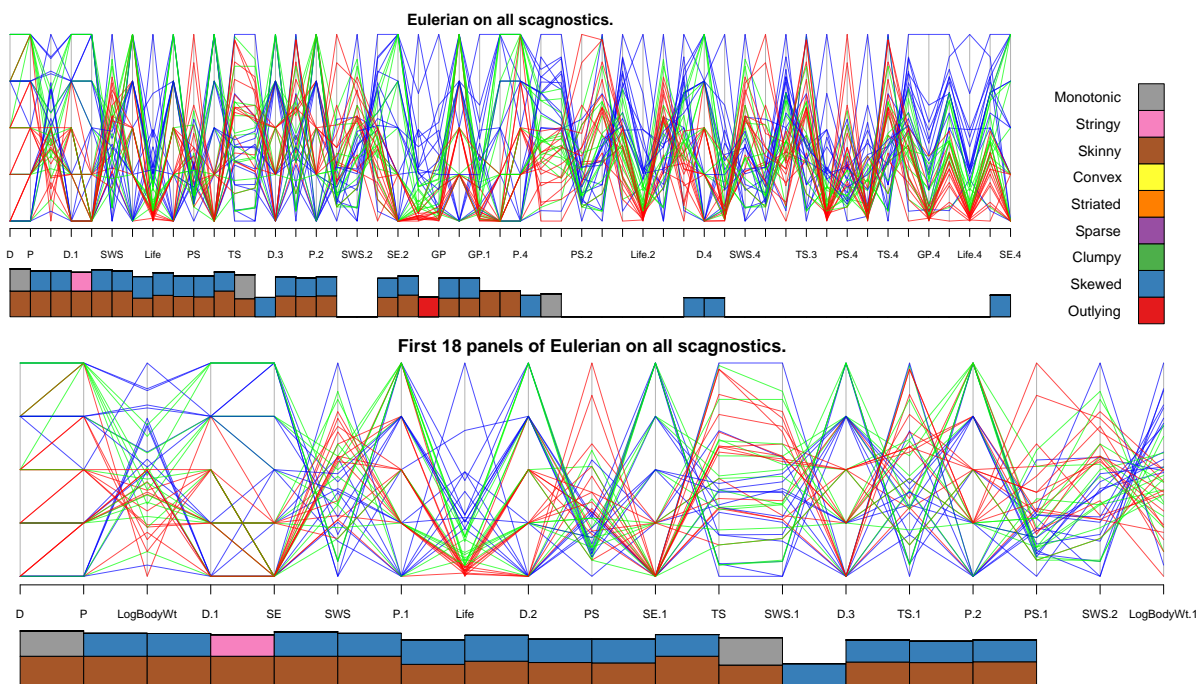 Eulerian on all scagnostics.
D P D.1 SWS Life PS TS D.3 P.2 SWS.2 SE.2 GP GP.1 P.4 PS.2 Life.2 D.4 SWS.4 TS.3 PS.4 TS.4 GP.4 Life.4 SE.4
Monotonic
Stringy
Skinny
Convex
Striated
Sparse
Clumpy
Skewed
Outlying
First 18 panels of Eulerian on all scagnostics.
D P LogBodyWt D.1 SE SWS P.1 Life D.2 PS SE.1 TS SWS.1 D.3 TS.1 P.2 PS.1 SWS.2 LogBodyWt.1